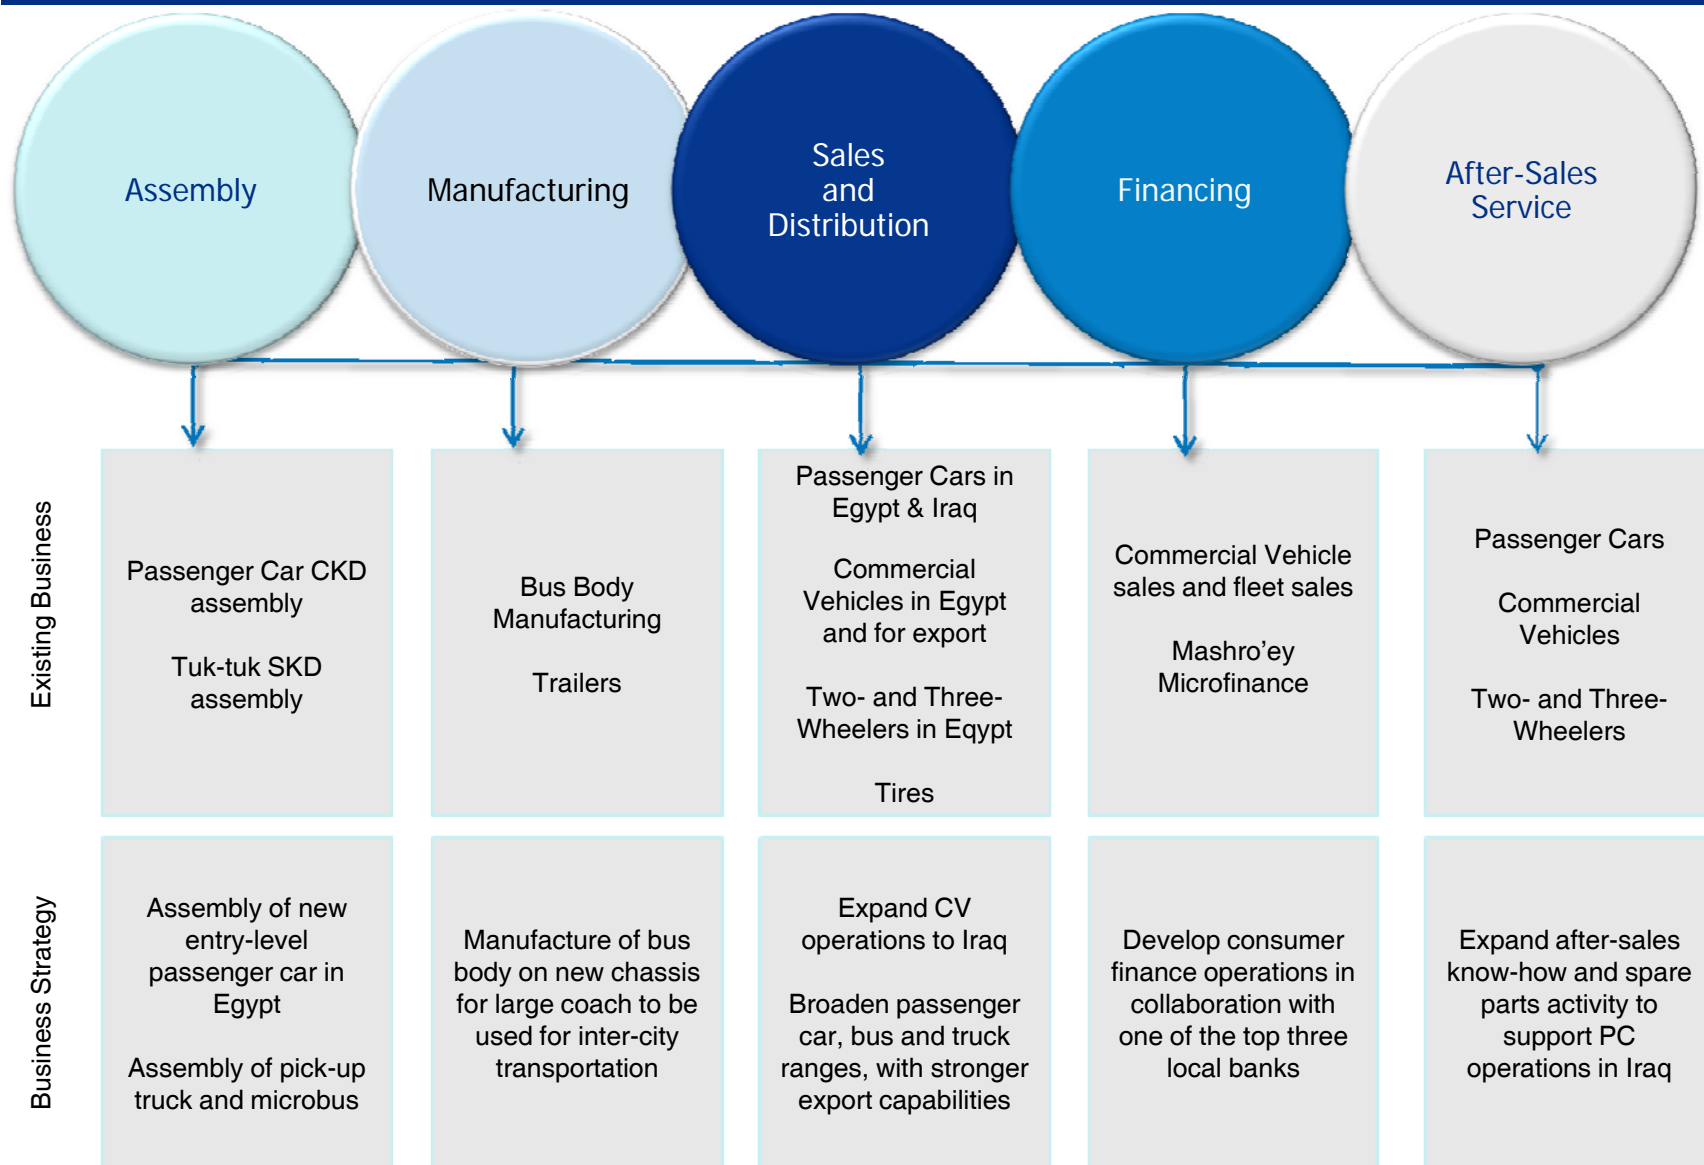 Assembly
Manufacturing
Sales
and
Distribution
Financing
After-Sales
Service
Existing Business
Passenger Car CKD
assembly
Tuk-tuk SKD
assembly
Bus Body
Manufacturing
Trailers
Passenger Cars in
Egypt & Iraq
Commercial
Vehicles in Egypt
and for export
Two- and Three-
Wheelers in Eqypt
Tires
Commercial Vehicle
sales and fleet sales
Mashro’ey
Microfinance
Passenger Cars
Commercial
Vehicles
Two- and Three-
Wheelers
Business Strategy
Assembly of new
entry-level
passenger car in
Egypt
Assembly of pick-up
truck and microbus
Manufacture of bus
body on new chassis
for large coach to be
used for inter-city
transportation
Expand CV
operations to Iraq
Broaden passenger
car, bus and truck
ranges, with stronger
export capabilities
Develop consumer
finance operations in
collaboration with
one of the top three
local banks
Expand after-sales
know-how and spare
parts activity to
support PC
operations in Iraq